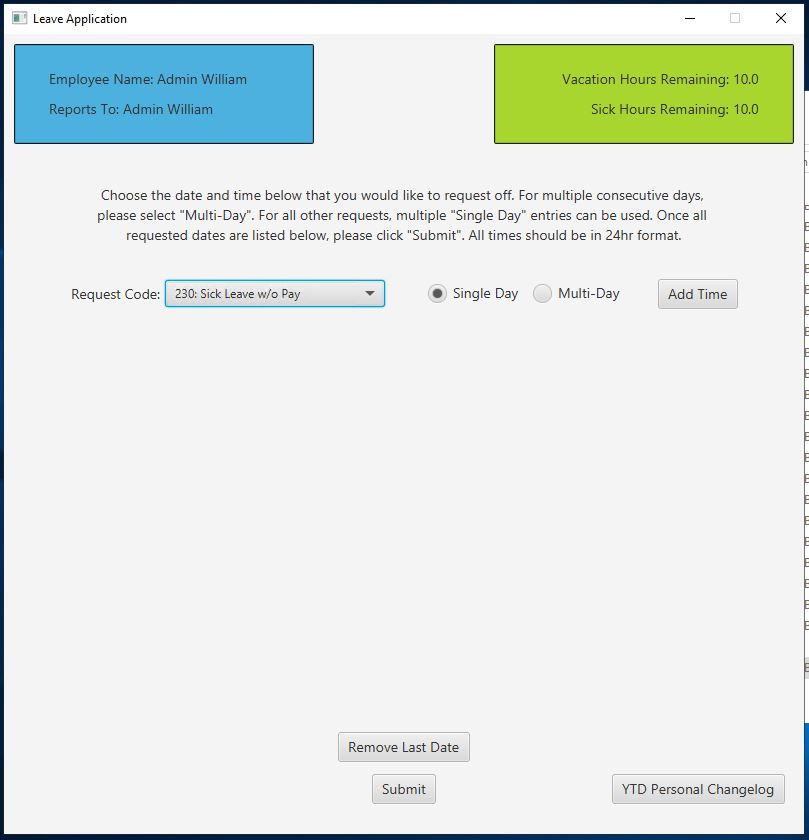 Leave Application
Employee Name: Admin William
Reports To: Admin William
Vacation Hours Remaining: 10.0
Sick Hours Remaining: 10.0
Choose the date and time below that you would like to request off. For multiple consecutive days,
please select "Multi-Day". For all other requests, multiple "Single Day" entries can be used. Once all
requested dates are listed below, please click "Submit". All times should be in 24hr format.
Request Code: 230: Sick Leave w/o Pay Single Day Multi-Day Add Time
Remove Last Date
Submit YTD Personal Changelog